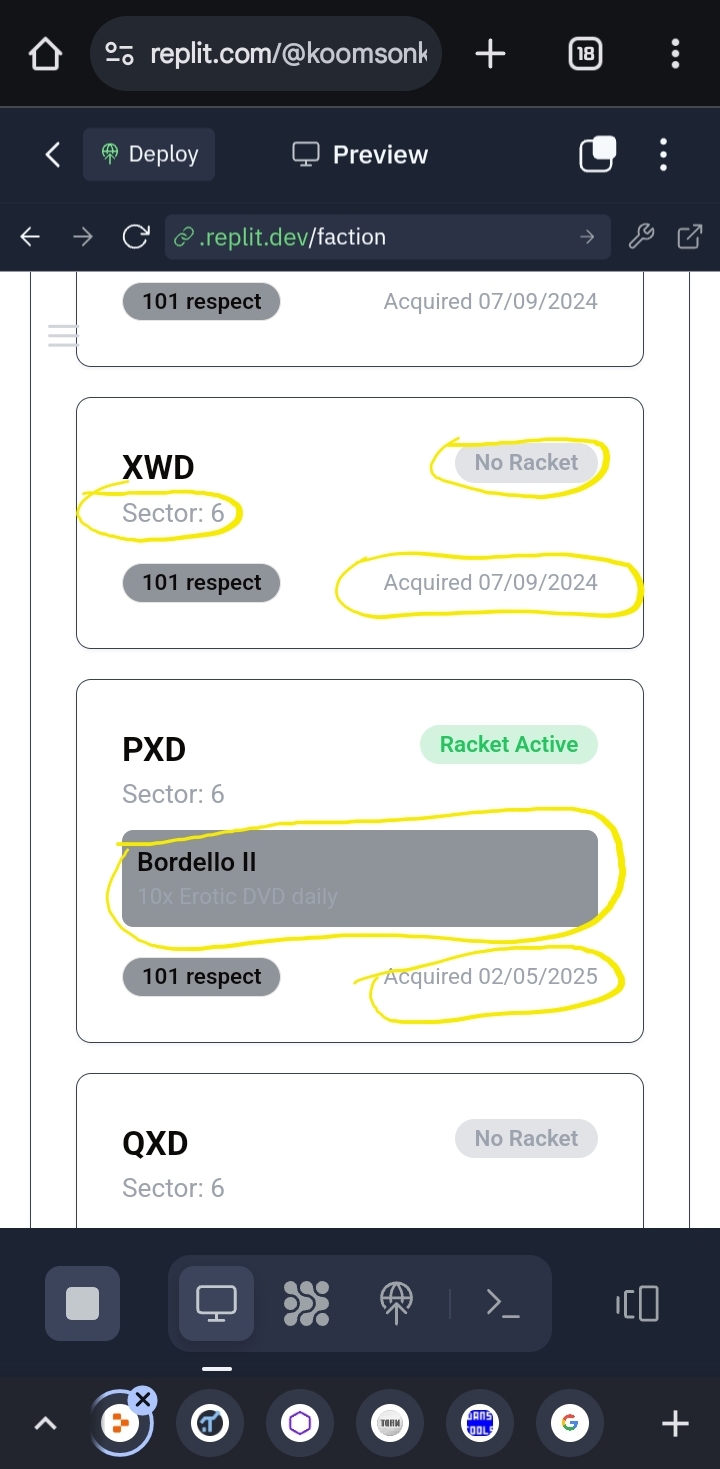 replit.com/@koomsonk
18
Deploy
Preview
.replit.dev/faction
101 respect
Acquired 07/09/2024
XWD
No Racket
Sector: 6
101 respect
Acquired 07/09/2024
PXD
Racket Active
Sector: 6
Bordello II
10x Erotic DVD daily
101 respect
Acquired 02/05/2025
QXD
No Racket
Sector: 6
TORN